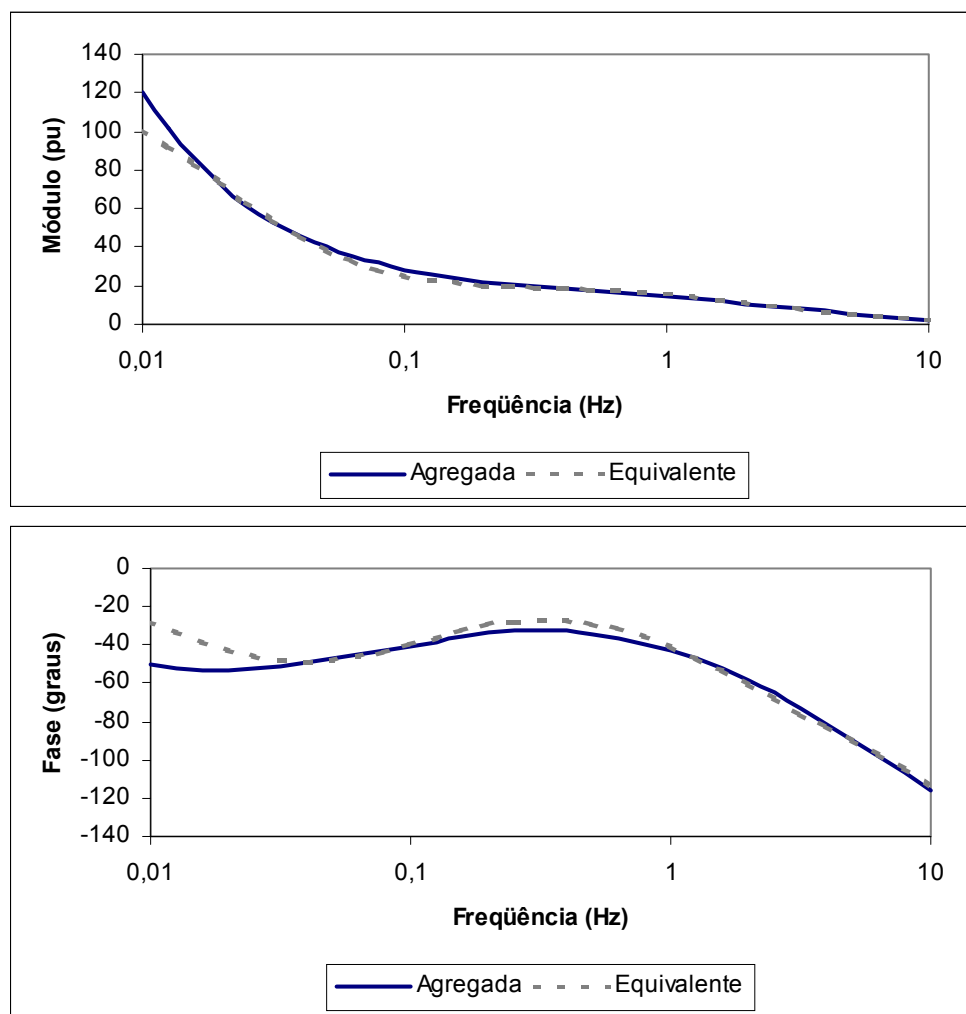 140
120
100
80
60
40
20
0
0,01 0,1 1 10
Módulo (pu)
Freqüência (Hz)
Agregada Equivalente
0
-20
-40
-60
-80
-100
-120
-140
0,01 0,1 1 10
Fase (graus)
Freqüência (Hz)
Agregada Equivalente